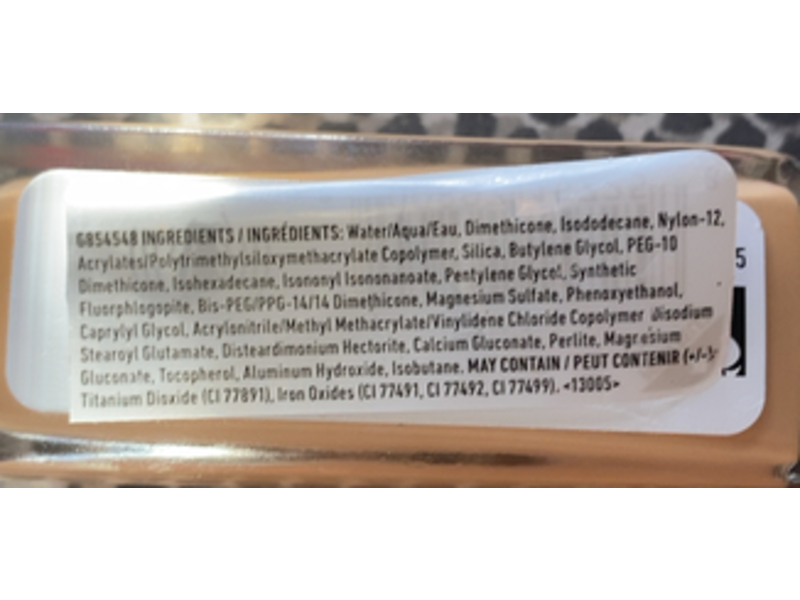 GB54548 INGREDIENTS / INGRÉDIENTS: Water/Aqua/Eau, Dimethicone, Isododecane, Nylon-12,
Acrylates/Polytrimethylsiloxymethacrylate Copolymer, Silica, Butylene Glycol, PEG-10
Dimethicone, Isohexadecane, Isononyl Isononanoate, Pentylene Glycol, Synthetic
Fluorphlogopite, Bis-PEG/PPG-14/14 Dimethicone, Magnesium Sulfate, Phenoxyethanol,
Caprylyl Glycol, Acrylonitrile/Methyl Methacrylate/Vinylidene Chloride Copolymer Disodium
Stearoyl Glutamate, Disteardimonium Hectorite, Calcium Gluconate, Perlite, Magnesium
Gluconate, Tocopherol, Aluminum Hydroxide, Isobutane. MAY CONTAIN / PEUT CONTENIR (+/-):
Titanium Dioxide (CI 77891), Iron Oxides (CI 77491, CI 77492, CI 77499). <13005>
5